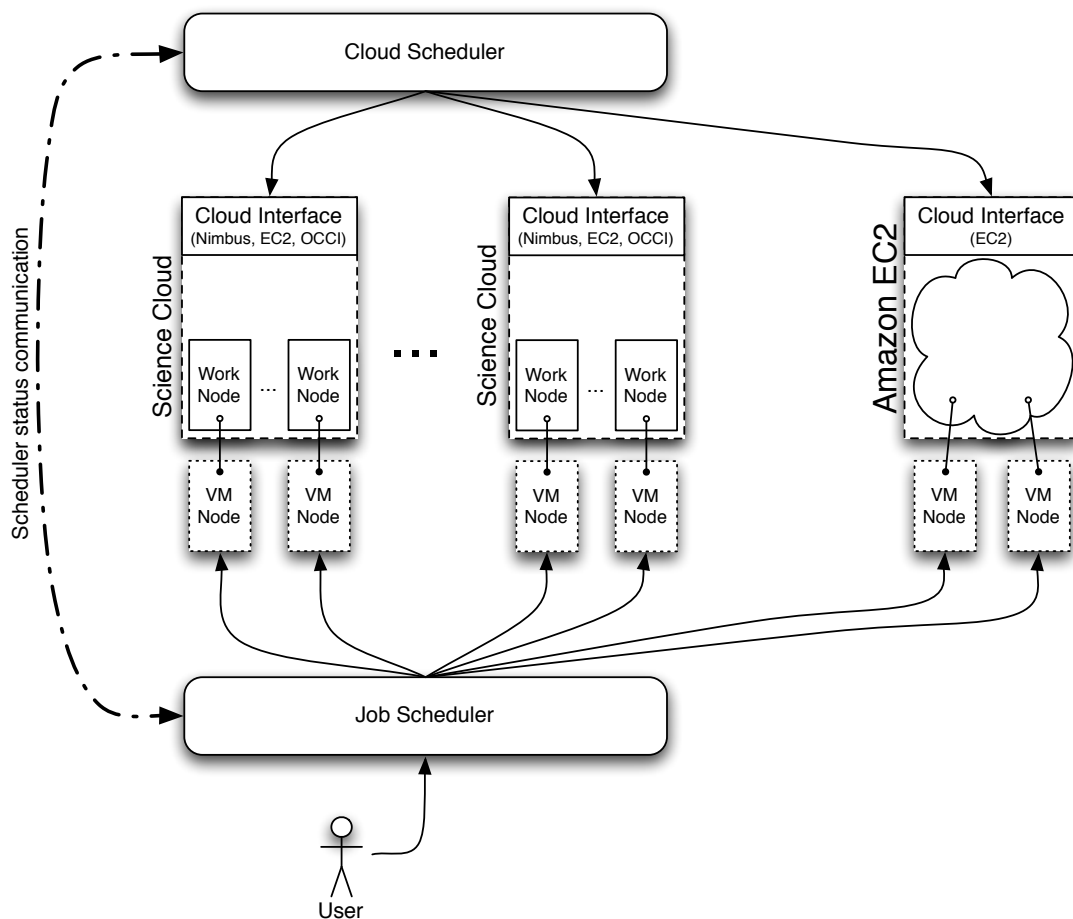 Cloud Scheduler
Scheduler status communication
Science Cloud
Cloud Interface
(Nimbus, EC2, OCCI)
Work
Node
...
Work
Node
VM
Node
VM
Node
Science Cloud
Cloud Interface
(Nimbus, EC2, OCCI)
Work
Node
...
Work
Node
VM
Node
VM
Node
Amazon EC2
Cloud Interface
(EC2)
VM
Node
VM
Node
Job Scheduler
User